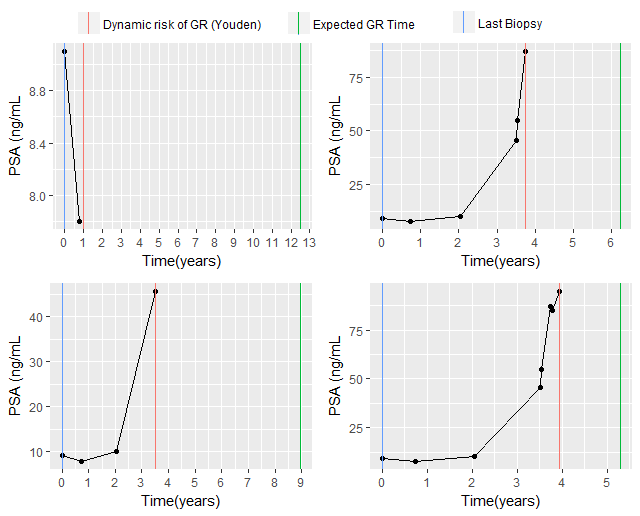 Dynamic risk of GR (Youden) Expected GR Time Last Biopsy
PSA (ng/mL
8.8
8.4
8.0
0 1 2 3 2 4 5 6 7 8 9 10 11 12 13
Time(years)
PSA (ng/mL
75
50
25
0 1 2 3 4 5 6
Time(years)
PSA (ng/mL
40
30
20
10
0 1 2 3 4 5 6 7 8 9
Time(years)
PSA (ng/mL
75
50
25
0 1 2 3 4 5
Time(years)